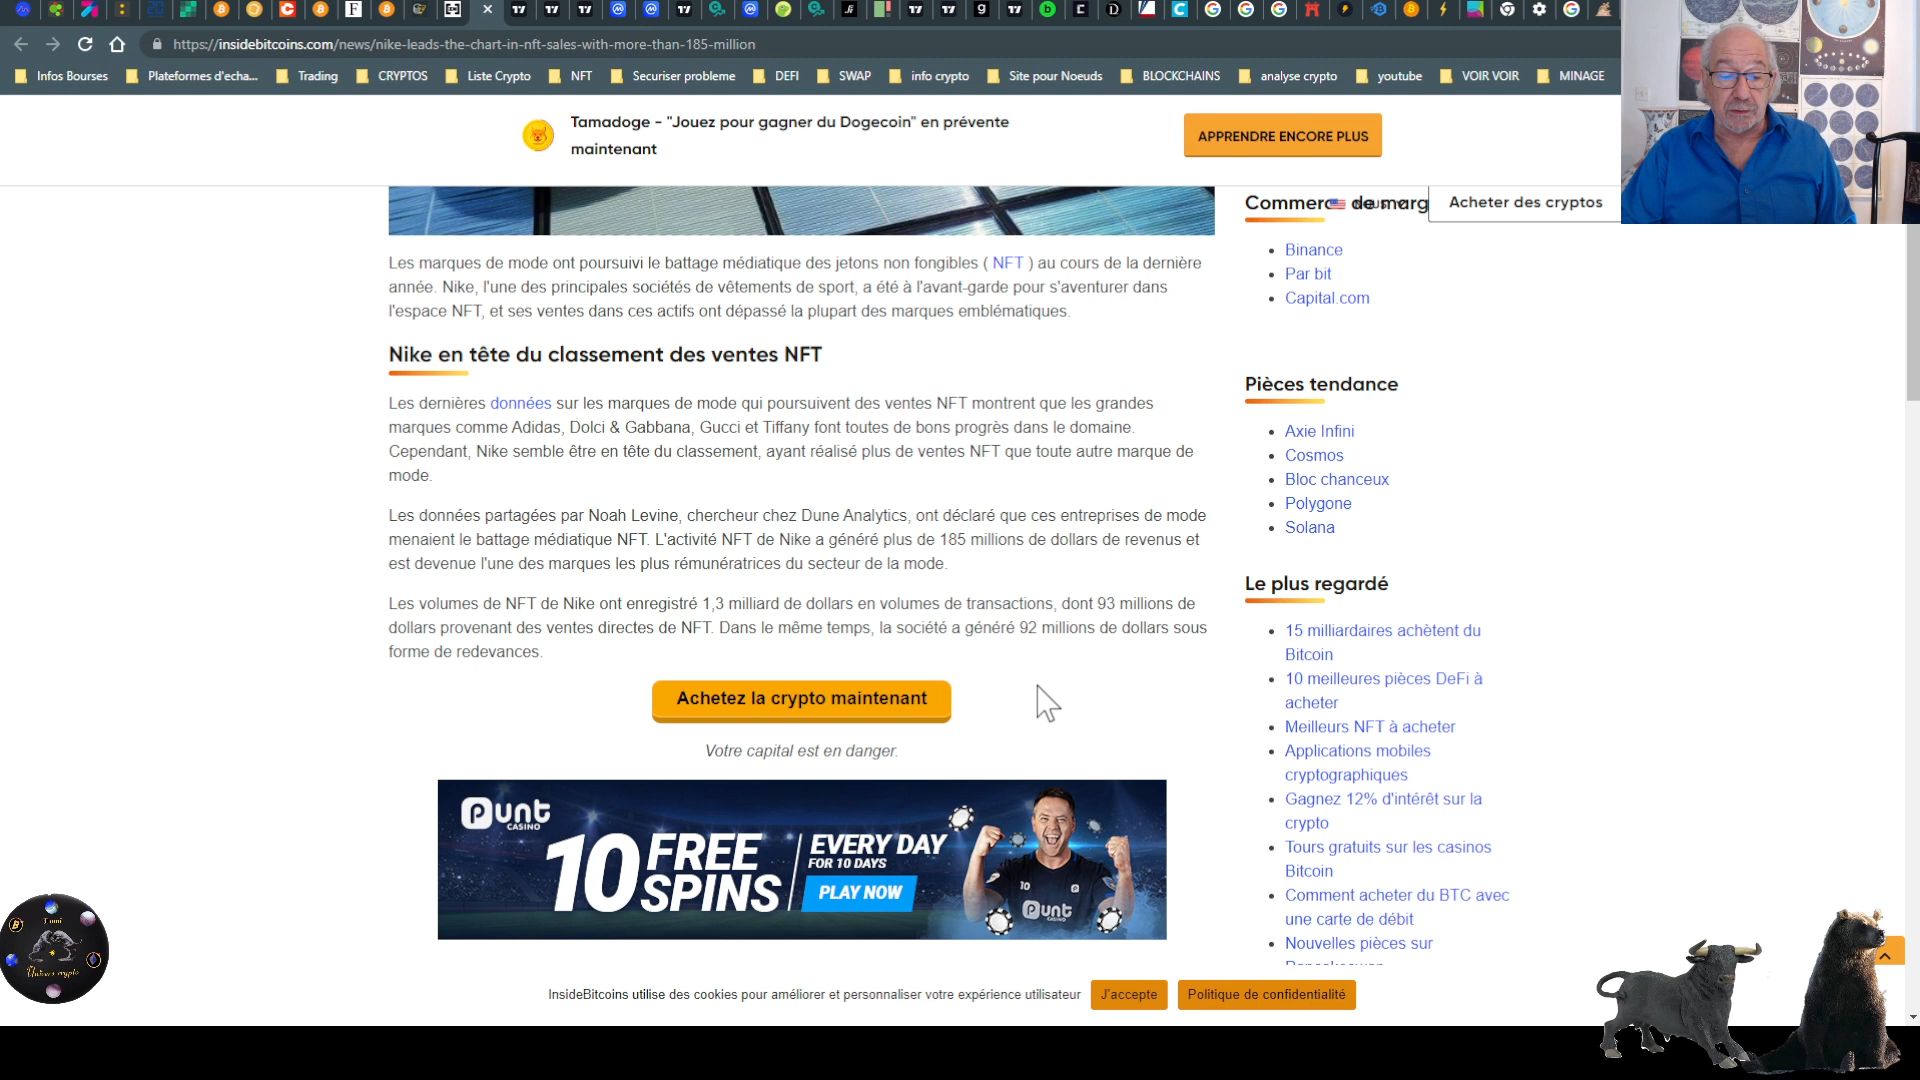 https://insidebitcoins.com/news/nike-leads-the-chart-in-nft-sales-with-more-than-185-million
Infos Bourses
Plateformes d'echa...
Trading
CRYPTOS
Liste Crypto
NFT
Securiser probleme
DEFI
SWAP
info crypto
Site pour Noeuds
BLOCKCHAINS
analyse crypto
youtube
VOIR VOIR
MINAGE
Tamadoge - "Jouez pour gagner du Dogecoin" en prévente
maintenant
APPRENDRE ENCORE PLUS
Acheter des cryptos
Les marques de mode ont poursuivi le battage médiatique des jetons non fongibles ( NFT ) au cours de la dernière
année. Nike, l'une des principales sociétés de vêtements de sport, a été à l'avant-garde pour s'aventurer dans
l'espace NFT, et ses ventes dans ces actifs ont dépassé la plupart des marques emblématiques.
Nike en tête du classement des ventes NFT
Les dernières données sur les marques de mode qui poursuivent des ventes NFT montrent que les grandes
marques comme Adidas, Dolci & Gabbana, Gucci et Tiffany font toutes de bons progrès dans le domaine.
Cependant, Nike semble être en tête du classement, ayant réalisé plus de ventes NFT que toute autre marque de
mode.
Les données partagées par Noah Levine, chercheur chez Dune Analytics, ont déclaré que ces entreprises de mode
menaient le battage médiatique NFT. L'activité NFT de Nike a généré plus de 185 millions de dollars de revenus et
est devenue l'une des marques les plus rémunératrices du secteur de la mode.
Les volumes de NFT de Nike ont enregistré 1,3 milliard de dollars en volumes de transactions, dont 93 millions de
dollars provenant des ventes directes de NFT. Dans le même temps, la société a généré 92 millions de dollars sous
forme de redevances.
Achetez la crypto maintenant
Votre capital est en danger.
Punt
CASINO
10 FREE
SPINS
EVERY DAY
FOR 10 DAYS
PLAY NOW
10
Punt
Commerce de marg
Binance
Par bit
Capital.com
Pièces tendance
Axie Infini
Cosmos
Bloc chanceux
Polygone
Solana
Le plus regardé
15 milliardaires achètent du
Bitcoin
10 meilleures pièces DeFi à
acheter
Meilleurs NFT à acheter
Applications mobiles
cryptographiques
Gagnez 12% d'intérêt sur la
crypto
Tours gratuits sur les casinos
Bitcoin
Comment acheter du BTC avec
une carte de débit
Nouvelles pièces sur
InsideBitcoins utilise des cookies pour améliorer et personnaliser votre expérience utilisateur
J'accepte
Politique de confidentialité
Univers crypto